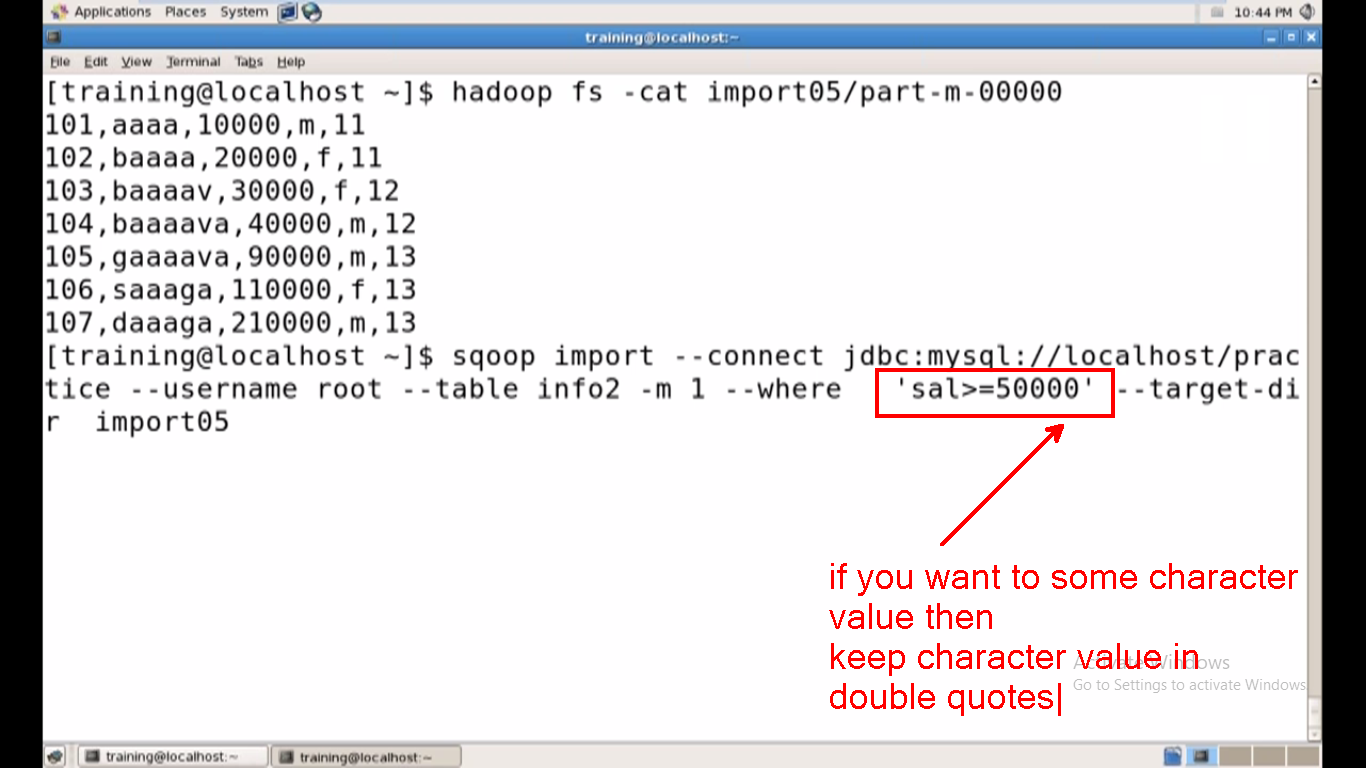 Applications Places System 10:44 PM
training@localhost:~
File Edit View Terminal Tabs Help
[training@localhost ~]$ hadoop fs -cat import05/part-m-00000
101,aaaa,10000,m,11
102,baaaa,20000,f,11
103,baaaav,30000,f,12
104,baaaava,40000,m,12
105,gaaaava,90000,m,13
106,saaaga,110000,f,13
107,daaaga,210000,m,13
[training@localhost ~]$ sqoop import --connect jdbc:mysql://localhost/prac
tice --username root --table info2 -m 1 --where 'sal>=50000' --target-di
r import05
if you want to some character
value then
keep character value in
double quotes|
Activate Windows
Go to Settings to activate Windows.
training@localhost:~ training@localhost:~